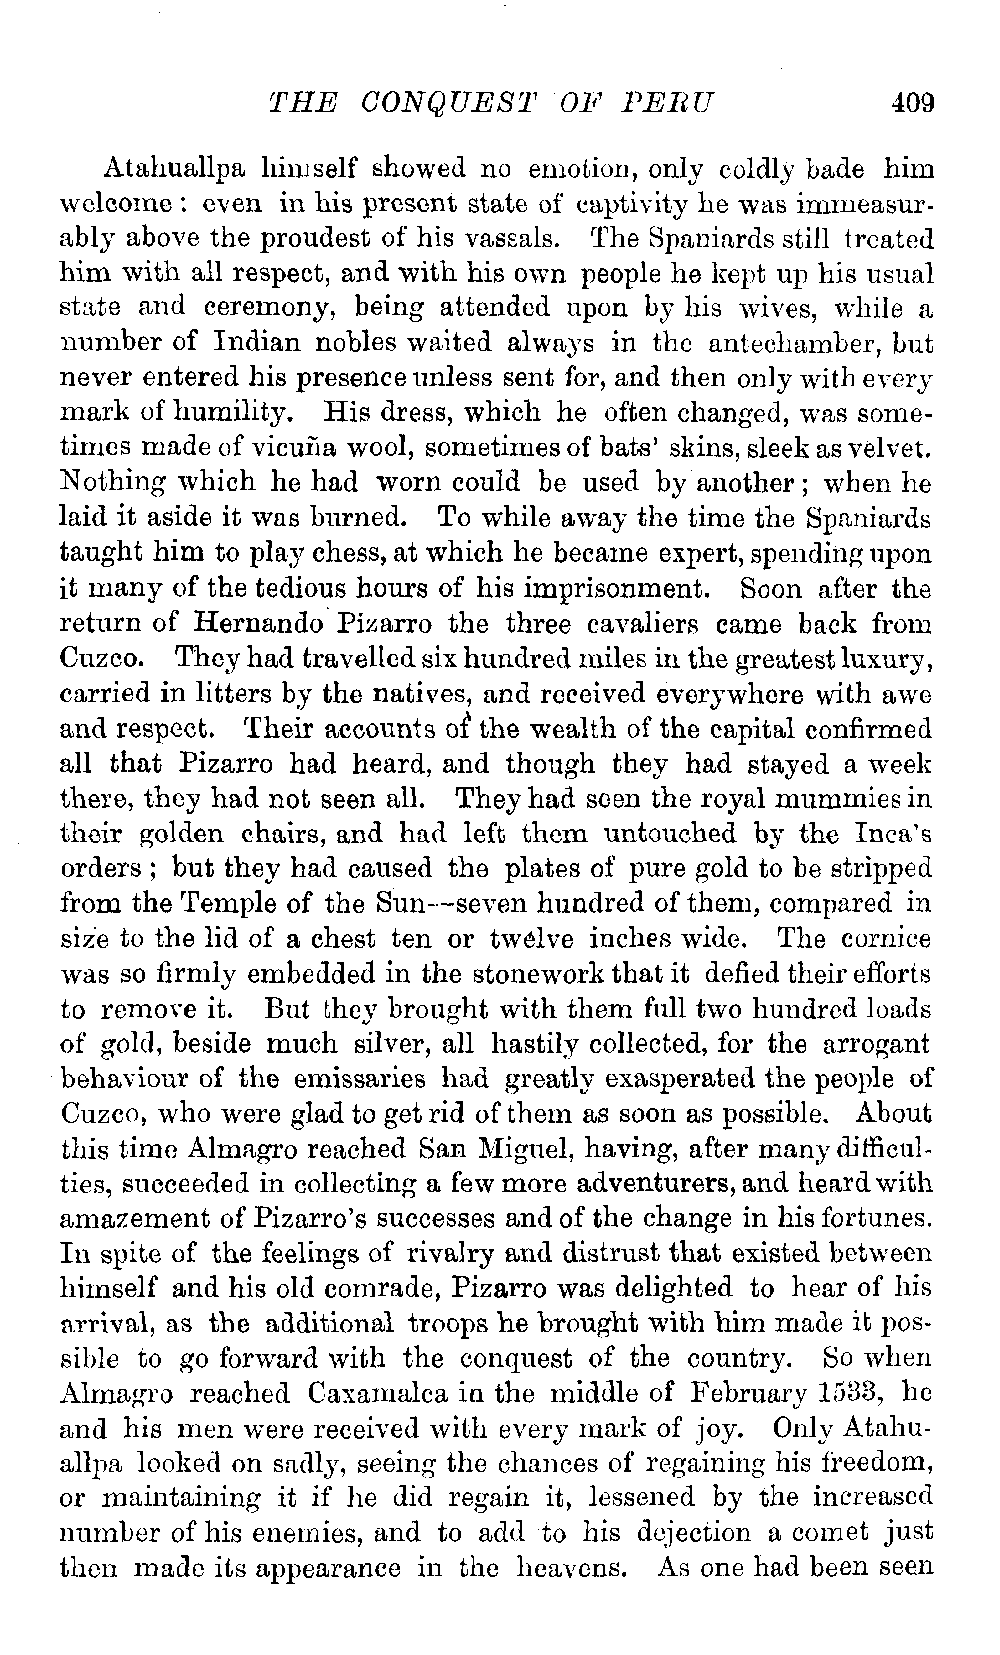 THE CONQUEST OF PERU 409
Atahuallpa himself showed no emotion, only coldly bade him
welcome: even in his present state of captivity he was immeasur-
ably above the proudest of his vassals. The Spaniards still treated
him with all respect, and with his own people he kept up his usual
state and ceremony, being attended upon by his wives, while a
number of Indian nobles waited always in the antechamber, but
never entered his presence unless sent for, and then only with every
mark of humility. His dress, which he often changed, was some-
times made of vicuña wool, sometimes of bats' skins, sleek as velvet.
Nothing which he had worn could be used by another; when he
laid it aside it was burned. To while away the time the Spaniards
taught him to play chess, at which he became expert, spending upon
it many of the tedious hours of his imprisonment. Soon after the
return of Hernando Pizarro the three cavaliers came back from
Cuzco. They had travelled six hundred miles in the greatest luxury,
carried in litters by the natives, and received everywhere with awe
and respect. Their accounts of the wealth of the capital confirmed
all that Pizarro had heard, and though they had stayed a week
there, they had not seen all. They had seen the royal mummies in
their golden chairs, and had left them untouched by the Inca's
orders; but they had caused the plates of pure gold to be stripped
from the Temple of the Sun--seven hundred of them, compared in
size to the lid of a chest ten or twelve inches wide. The cornice
was so firmly embedded in the stonework that it defied their efforts
to remove it. But they brought with them full two hundred loads
of gold, beside much silver, all hastily collected, for the arrogant
behaviour of the emissaries had greatly exasperated the people of
Cuzco, who were glad to get rid of them as soon as possible. About
this time Almagro reached San Miguel, having, after many difficul-
ties, succeeded in collecting a few more adventurers, and heard with
amazement of Pizarro's successes and of the change in his fortunes.
In spite of the feelings of rivalry and distrust that existed between
himself and his old comrade, Pizarro was delighted to hear of his
arrival, as the additional troops he brought with him made it pos-
sible to go forward with the conquest of the country. So when
Almagro reached Caxamalca in the middle of February 1533, he
and his men were received with every mark of joy. Only Atahu-
allpa looked on sadly, seeing the chances of regaining his freedom,
or maintaining it if he did regain it, lessened by the increased
number of his enemies, and to add to his dejection a comet just
then made its appearance in the heavens. As one had been seen